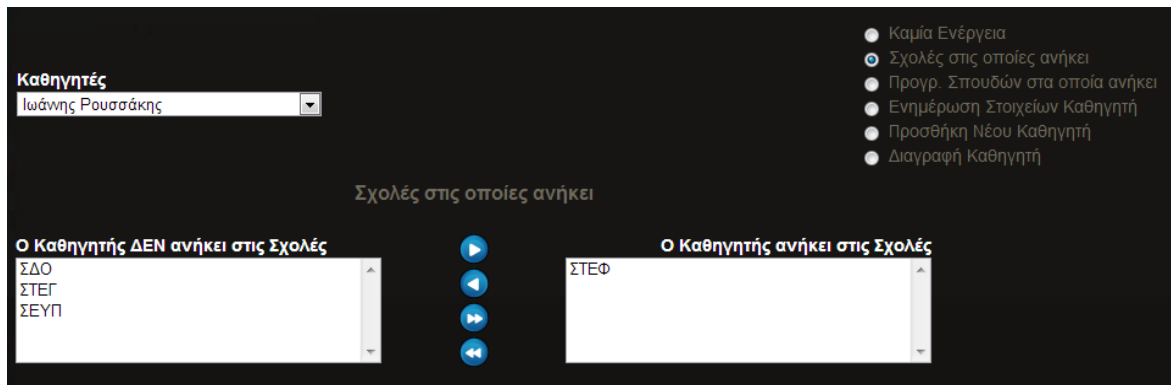 Καμία Ενέργεια
Σχολές στις οποίες ανήκει
Προγρ. Σπουδών στα οποία ανήκει
Ενημέρωση Στοιχείων Καθηγητή
Προσθήκη Νέου Καθηγητή
Διαγραφή Καθηγητή
Καθηγητές
Ιωάννης Ρουσσάκης
Σχολές στις οποίες ανήκει
Ο Καθηγητής ΔΕΝ ανήκει στις Σχολές
ΣΔΟ
ΣΤΕΓ
ΣΕΥΠ
Ο Καθηγητής ανήκει στις Σχολές
ΣΤΕΦ